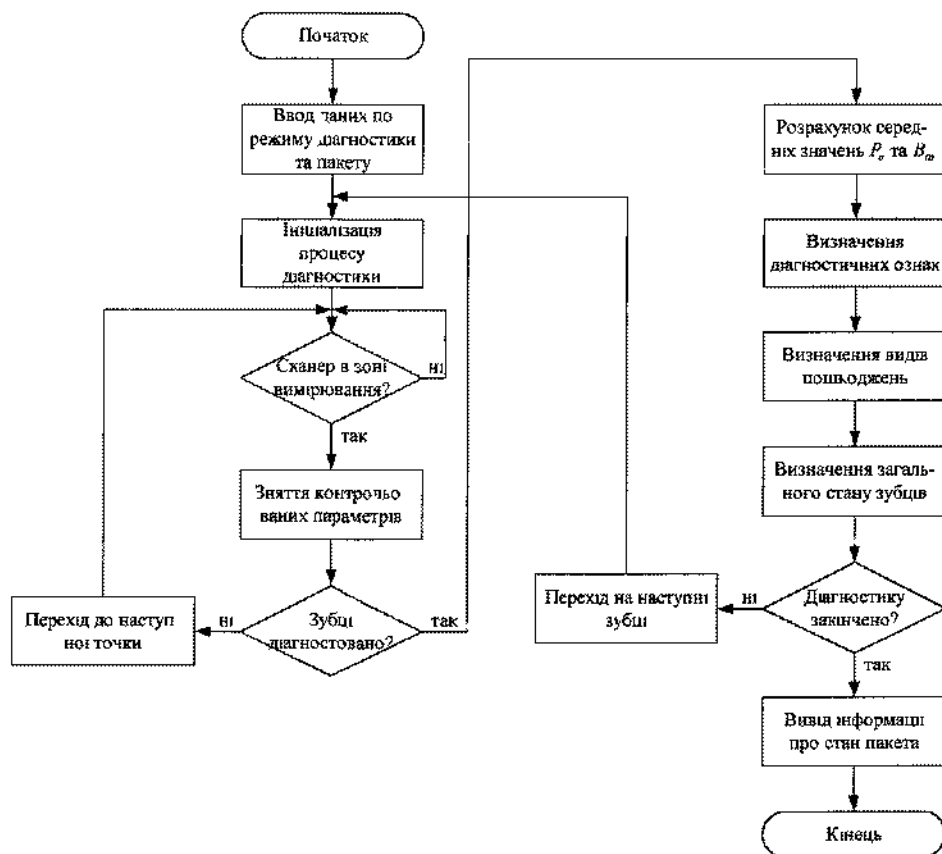 Початок
Ввод даних по
режиму діагностики
та пакету
Ініціалізація
процесу
діагностики
Сканер в зоні
вимірювання?
ні
так
Зняття контрольо
ваних параметрів
Зубці
діагностовано?
ні
так
Перехід до наступ
ної точки
Розрахунок серед-
ніх значень P_σ та B_m
Визначення
діагностичних ознак
Визначення видів
пошкоджень
Визначення загаль-
ного стану зубців
Діагностику
закінчено?
ні
так
Перехід на наступні
зубці
Вивід інформації
про стан пакета
Кінець